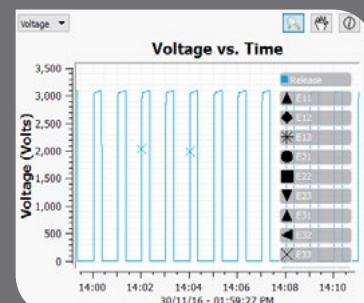 Voltage
Voltage vs. Time
Voltage (Volts)
3,500
3,000
2,500
2,000
1,500
1,000
500
0
Release
E11
E12
E13
E21
E22
E23
E31
E32
E33
14:00 14:02 14:04 14:06 14:08 14:10
30/11/16 - 01:59:27 PM